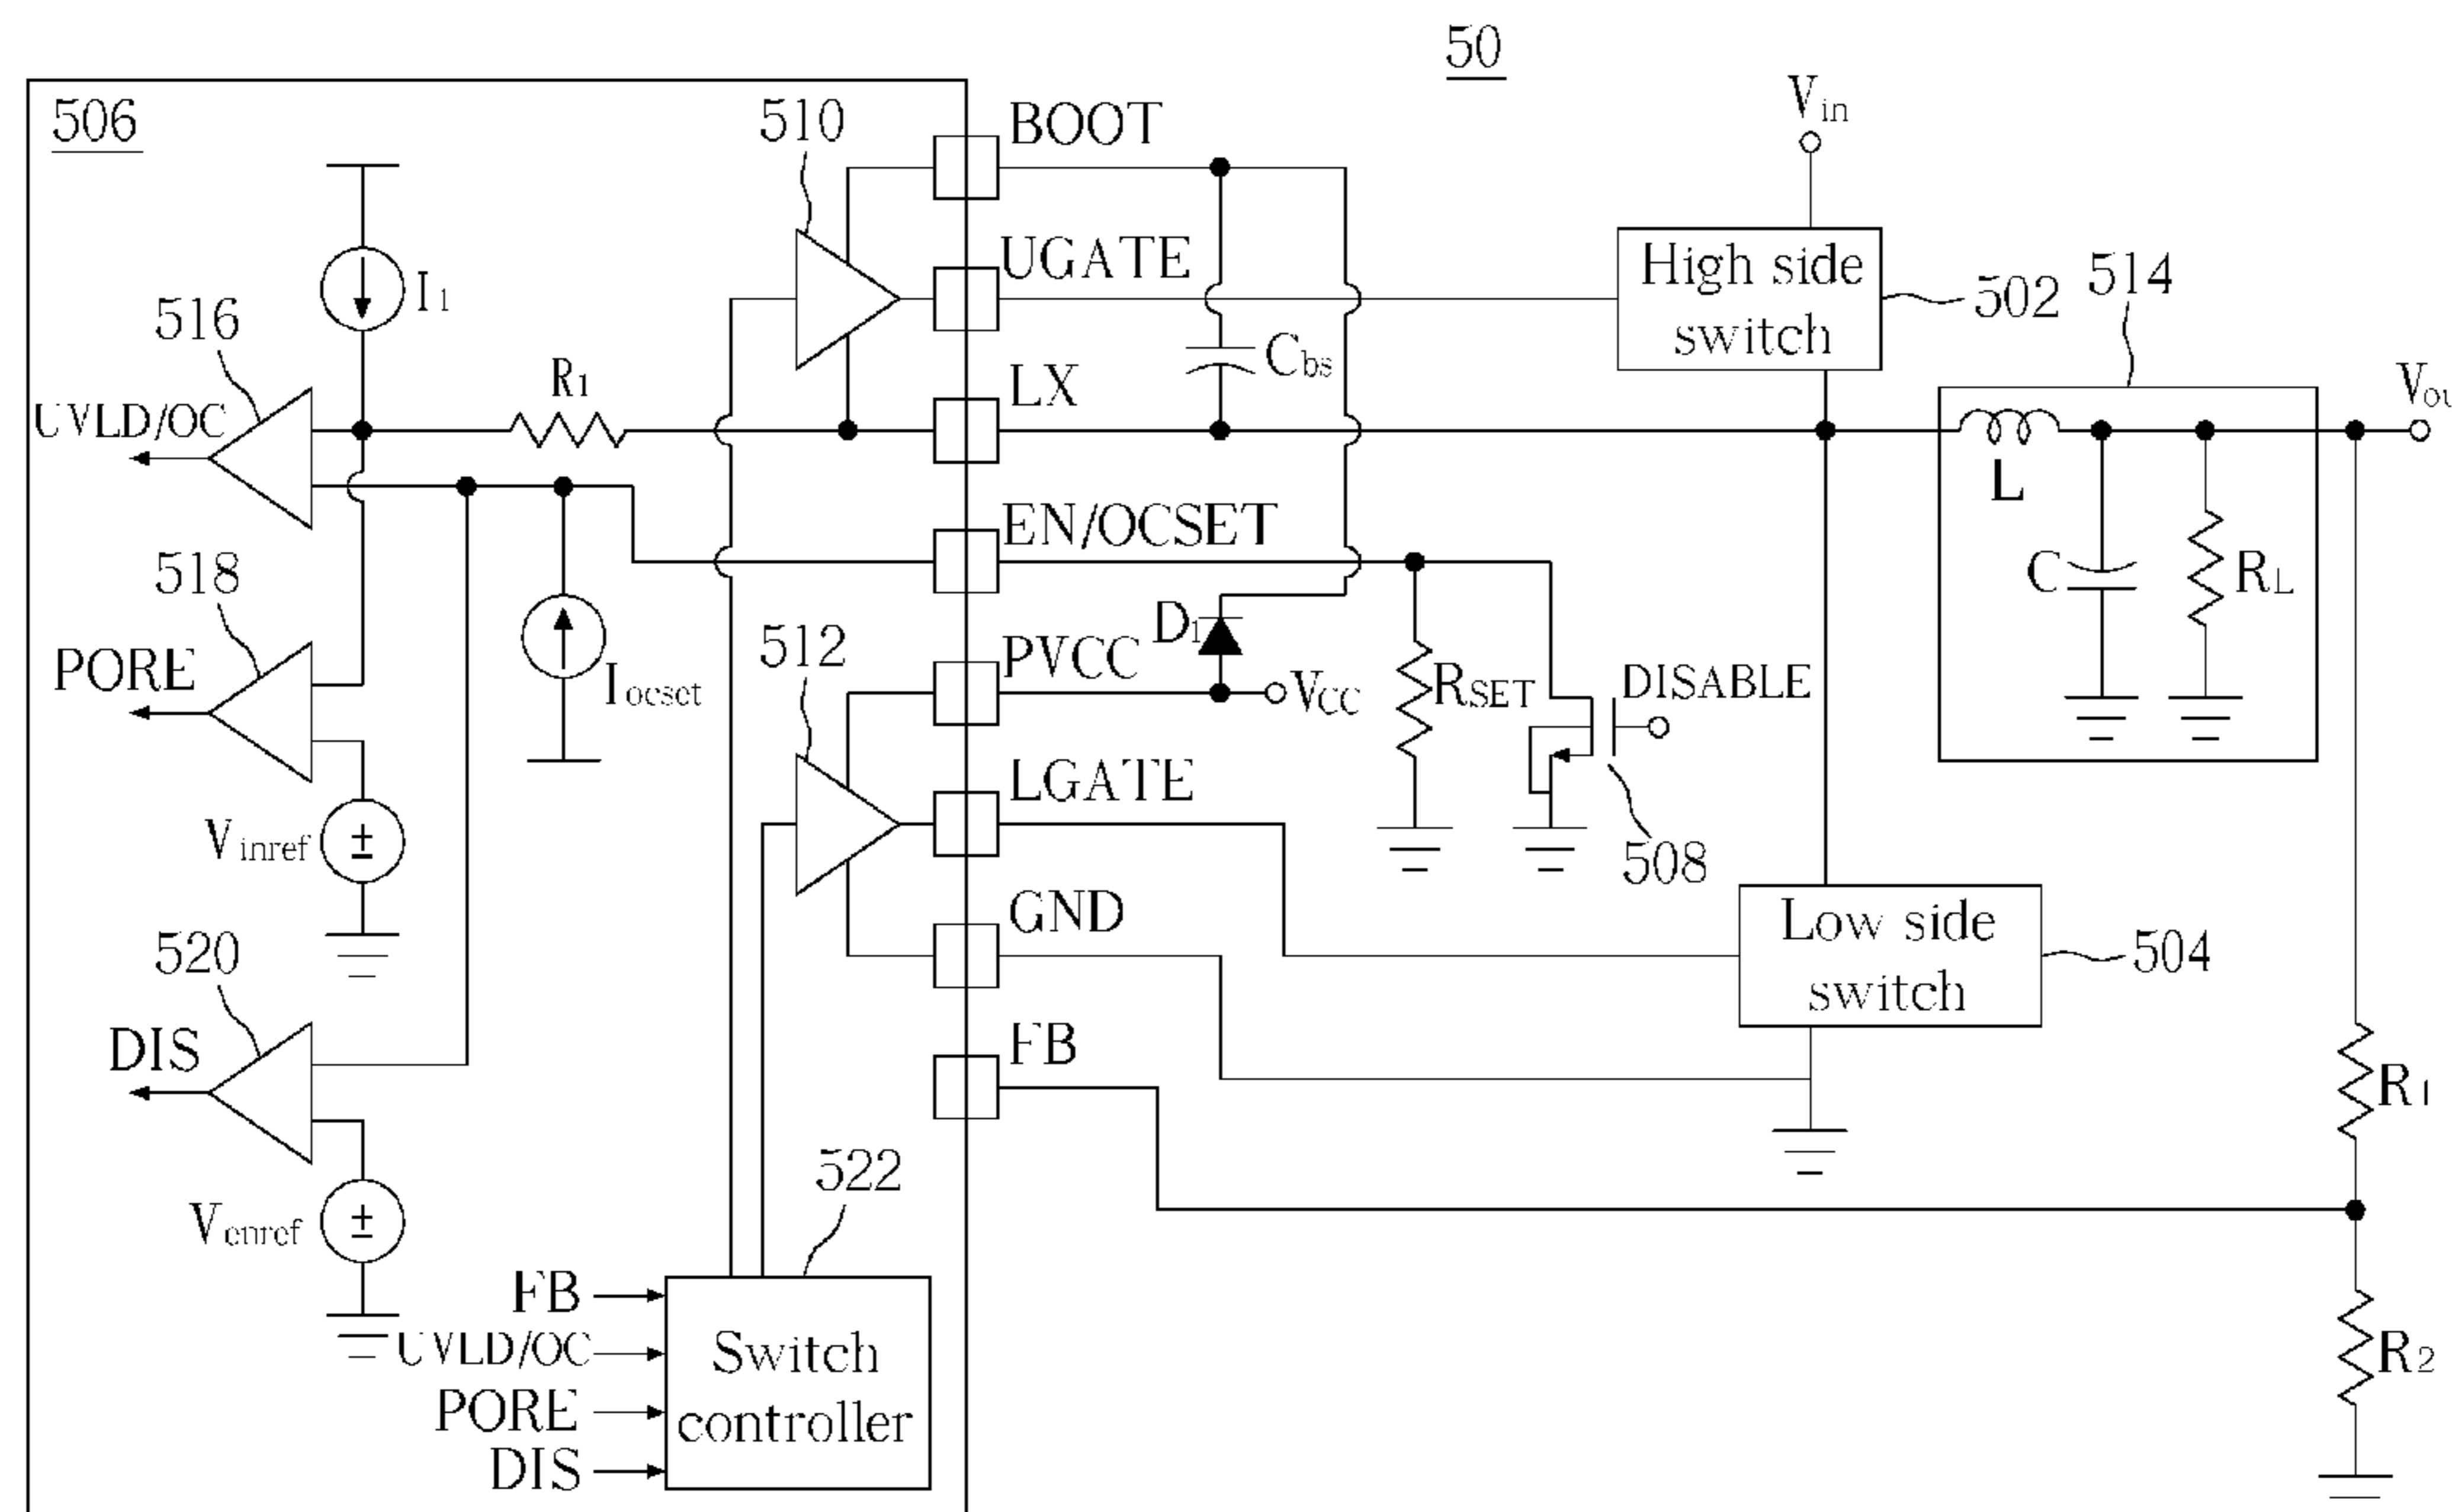 50
506
510
BOOT
Vin
UGATE
High side
switch
502
514
I1
516
UVLD/OC
R1
LX
Cbs
L
EN/OCSET
C
RL
518
PORE
Iocset
512
D1
PVCC
VCC
RSET
DISABLE
LGATE
508
Vinref
GND
Low side
switch
504
520
DIS
FB
R1
522
Venref
FB
UVLD/OC
PORE
DIS
Switch
controller
R2